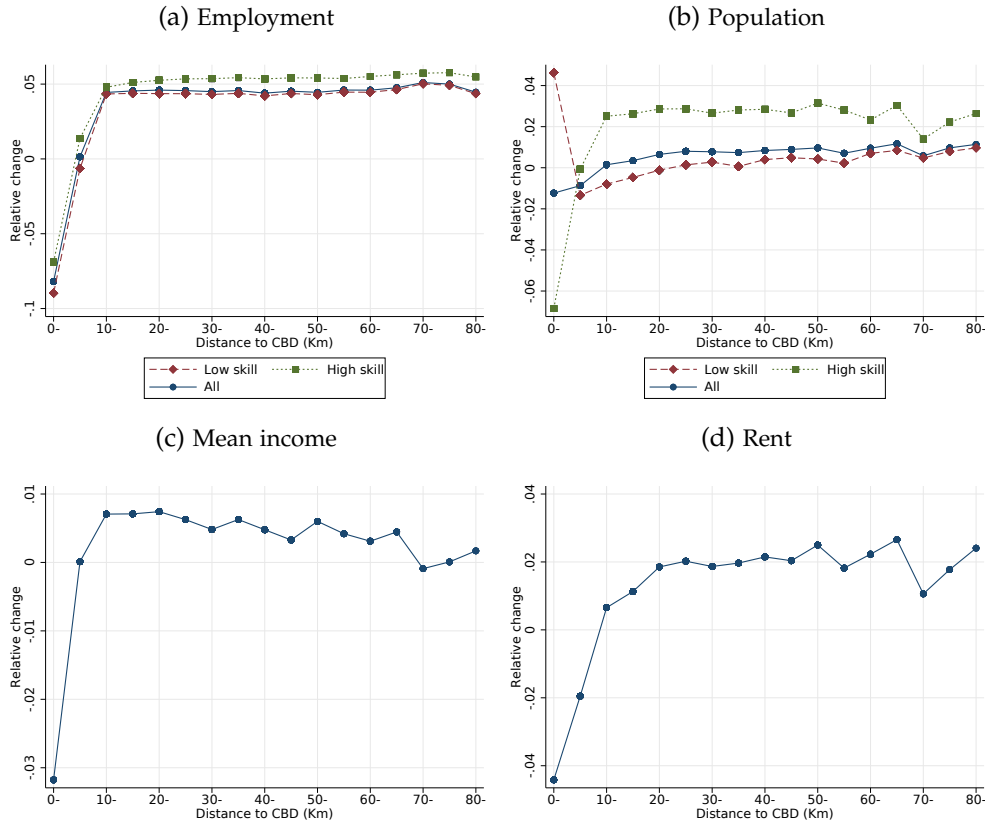 (a) Employment
(b) Population
Relative change
.05
0
-.05
-.1
0- 10- 20- 30- 40- 50- 60- 70- 80-
Distance to CBD (Km)
Low skill High skill
All
Relative change
.04
.02
0
-.02
-.04
-.06
0- 10- 20- 30- 40- 50- 60- 70- 80-
Distance to CBD (Km)
Low skill High skill
All
(c) Mean income
(d) Rent
Relative change
.01
0
-.01
-.02
-.03
0- 10- 20- 30- 40- 50- 60- 70- 80-
Distance to CBD (Km)
Relative change
.04
.02
0
-.02
-.04
0- 10- 20- 30- 40- 50- 60- 70- 80-
Distance to CBD (Km)